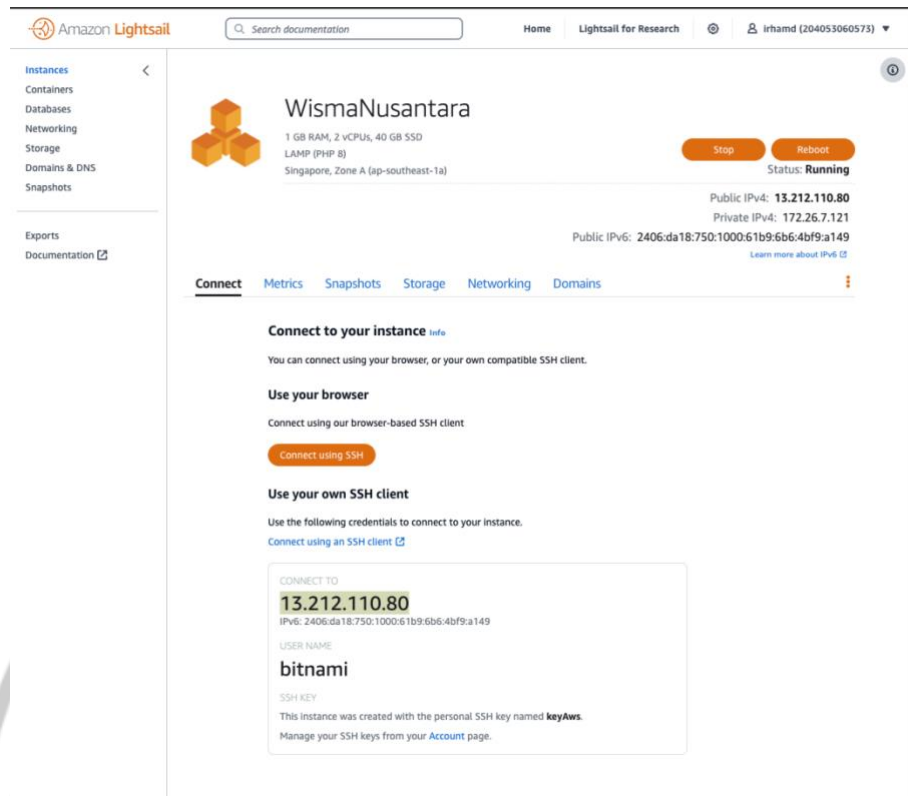 Amazon Lightsail
Search documentation
Home
Lightsail for Research
irhamd (204053060573)
Instances
Containers
Databases
Networking
Storage
Domains & DNS
Snapshots
Exports
Documentation
WismaNusantara
1 GB RAM, 2 vCPUs, 40 GB SSD
LAMP (PHP 8)
Singapore, Zone A (ap-southeast-1a)
Stop
Reboot
Status: Running
Public IPv4: 13.212.110.80
Private IPv4: 172.26.7.121
Public IPv6: 2406:da18:750:1000:61b9:6b6:4bf9:a149
Learn more about IPv6
Connect
Metrics
Snapshots
Storage
Networking
Domains
Connect to your instance Info
You can connect using your browser, or your own compatible SSH client.
Use your browser
Connect using our browser-based SSH client
Connect using SSH
Use your own SSH client
Use the following credentials to connect to your instance.
Connect using an SSH client
CONNECT TO
13.212.110.80
IPv6: 2406:da18:750:1000:61b9:6b6:4bf9:a149
USER NAME
bitnami
SSH KEY
This instance was created with the personal SSH key named keyAws.
Manage your SSH keys from your Account page.